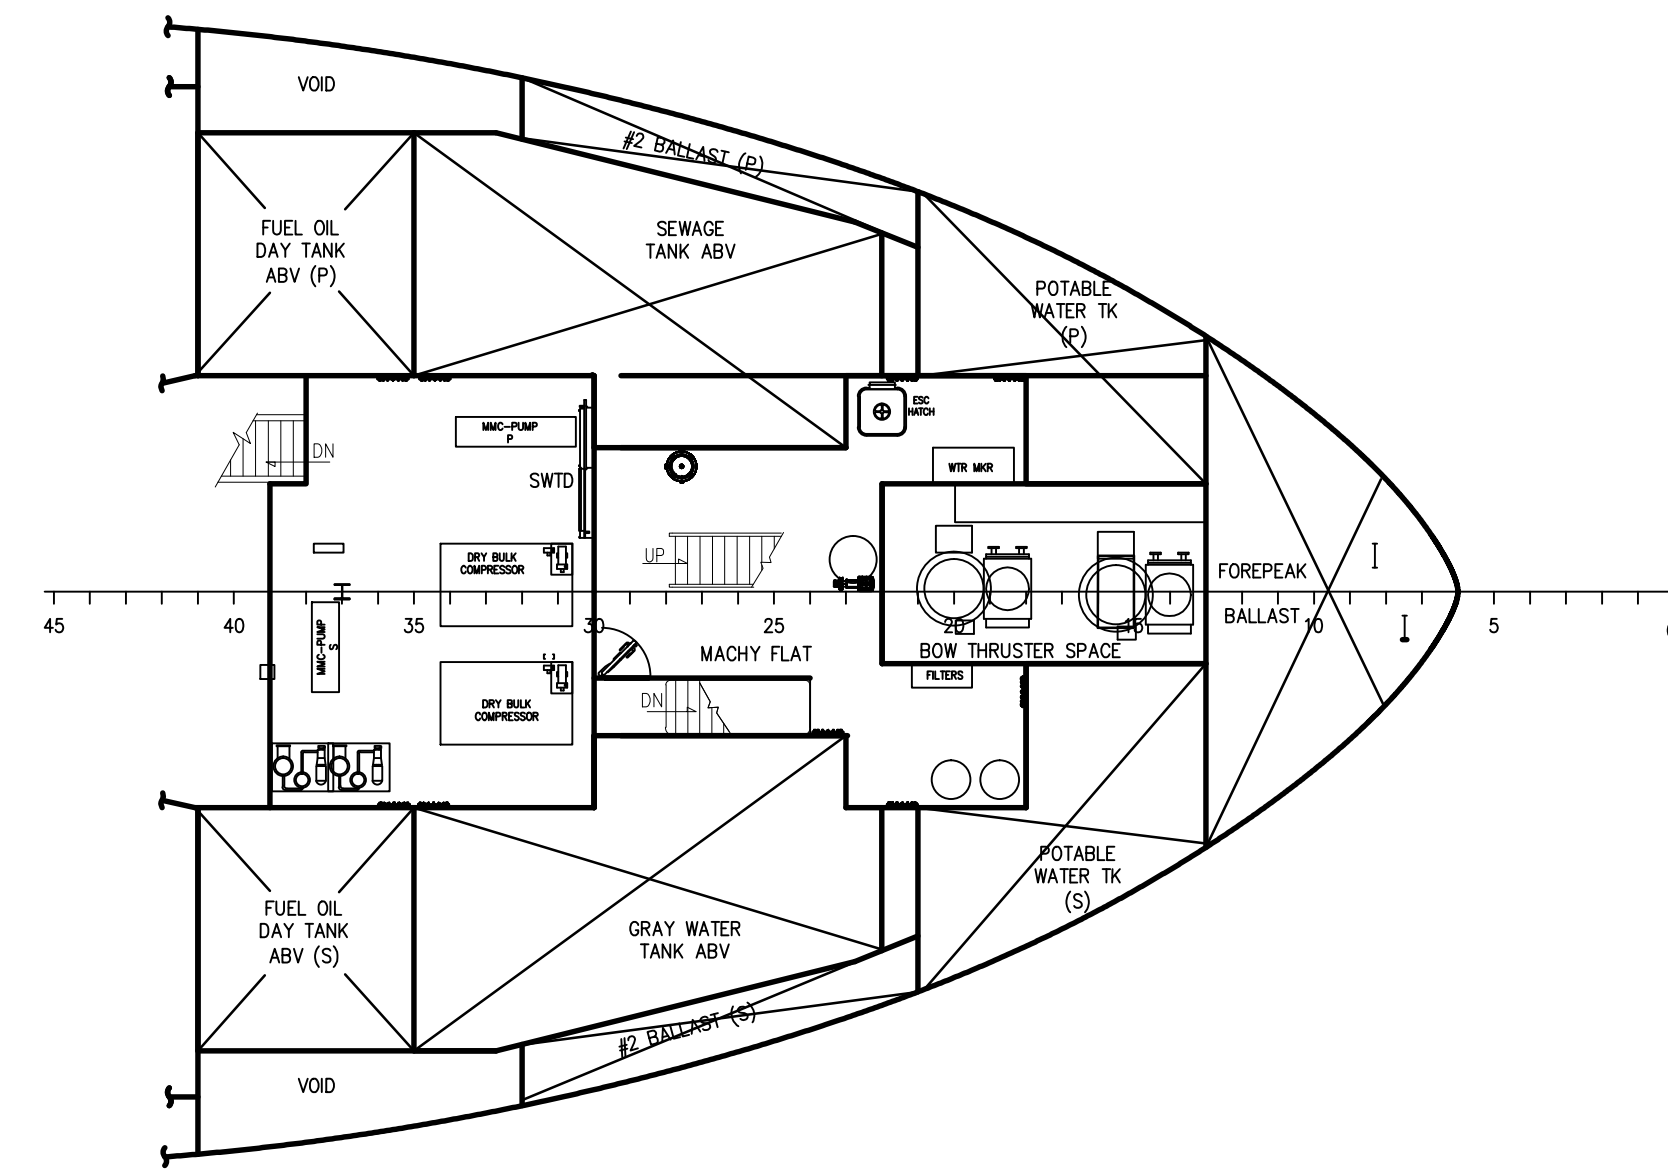 VOID
#2 BALLAST (P)
FUEL OIL
DAY TANK
ABV (P)
SEWAGE
TANK ABV
POTABLE
WATER TK
(P)
ESC
HATCH
MMC-PUMP
P
DN
WTR MKR
SWTD
UP
DRY BULK
COMPRESSOR
FOREPEAK
BALLAST
45
40
35
30
25
20
15
10
5
MMC-PUMP
S
MACHY FLAT
BOW THRUSTER SPACE
FILTERS
DN
DRY BULK
COMPRESSOR
POTABLE
WATER TK
(S)
FUEL OIL
DAY TANK
ABV (S)
GRAY WATER
TANK ABV
#2 BALLAST (S)
VOID